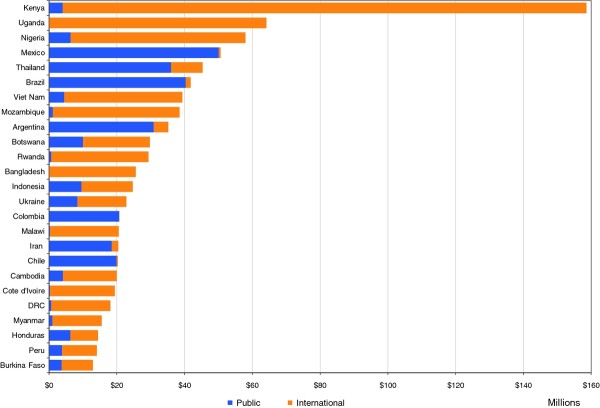 Kenya
Uganda
Nigeria
Mexico
Thailand
Brazil
Viet Nam
Mozambique
Argentina
Botswana
Rwanda
Bangladesh
Indonesia
Ukraine
Colombia
Malawi
Iran
Chile
Cambodia
Cote d'Ivoire
DRC
Myanmar
Honduras
Peru
Burkina Faso
$0 $20 $40 $60 $80 $100 $120 $140 $160
Public International Millions